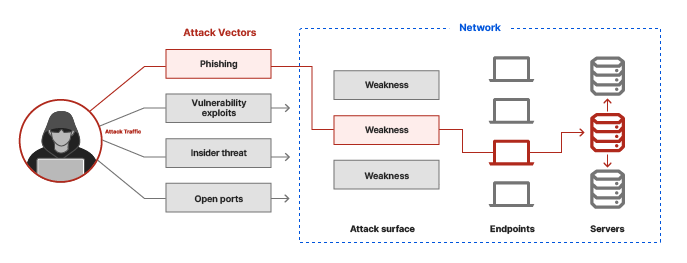 Attack Vectors
Network
Phishing
Weakness
Vulnerability
exploits
Attack Traffic
Weakness
Insider threat
Weakness
Open ports
Attack surface
Endpoints
Servers